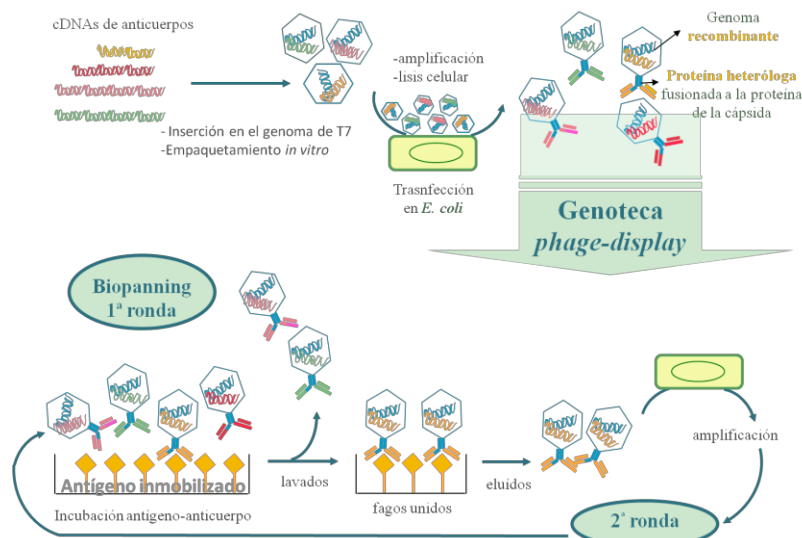 cDNAs de anticuerpos
- Inserción en el genoma de T7
-Empaquetamiento in vitro
-amplificación
-lisis celular
Trasnfección
en E. coli
Genoma
recombinante
Proteína heteróloga
fusionada a la proteína
de la cápsida
Genoteca
phage-display
Biopanning
1ª ronda
Antígeno inmobilizado
Incubación antígeno-anticuerpo
lavados
fagos unidos
eluídos
amplificación
2ª ronda